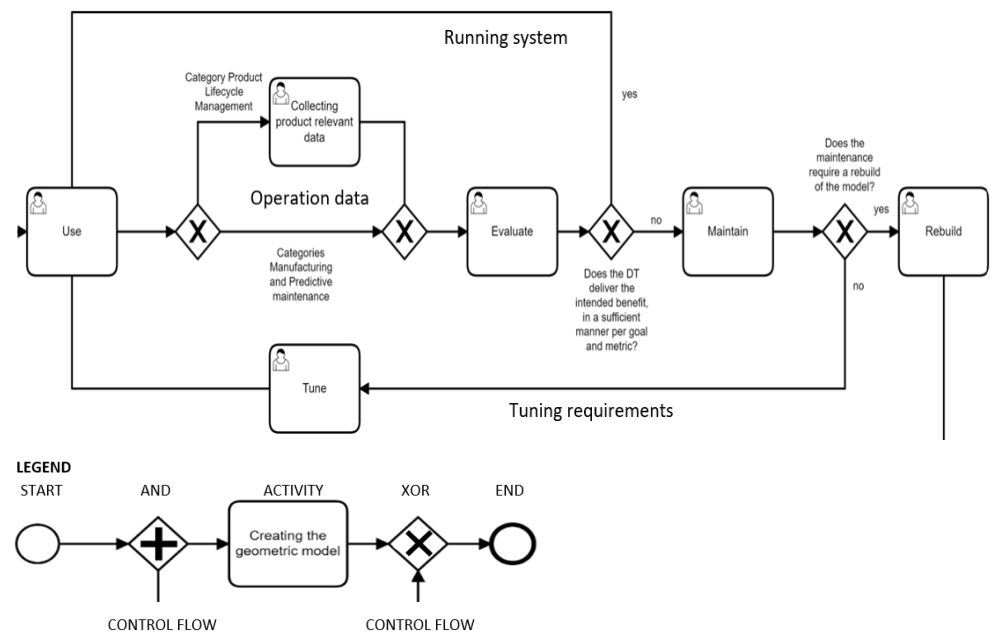 Running system
yes
Category Product
Lifecycle
Management
Collecting
product relevant
data
Does the
maintenance
require a rebuild
of the model?
Operation data
Use
X
X
Evaluate
X
no
Maintain
X
yes
Rebuild
Categories
Manufacturing
and Predictive
maintenance
Does the DT
deliver the
intended benefit,
in a sufficient
manner per goal
and metric?
no
Tune
Tuning requirements
LEGEND
START
AND
ACTIVITY
XOR
END
Creating the
geometric model
CONTROL FLOW
CONTROL FLOW